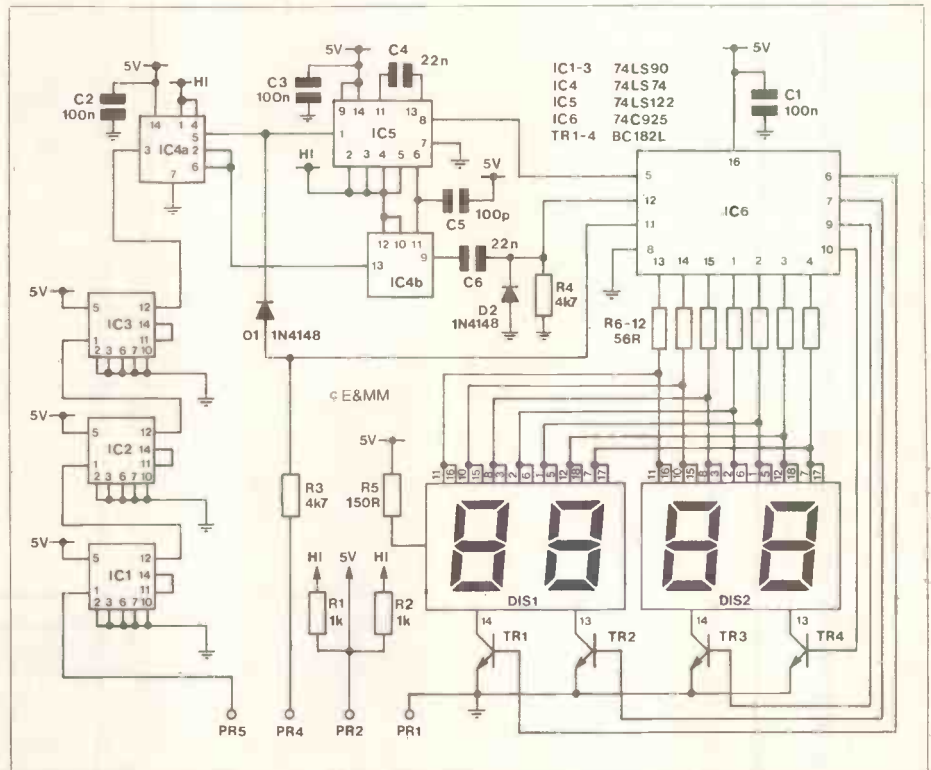 5V
HI
C2
100n
14
1
4
5
3
IC4a
2
6
7
5V
C4
22n
C3
100n
9
14
11
13
8
1
IC5
7
2
3
4
5
6
HI
5V
C5
100p
12
10
11
13
9
IC4b
22n
C6
D2
1N4148
R4
4k7
IC1-3 74LS90
IC4 74LS74
IC5 74LS122
IC6 74C925
TR1-4 BC182L
5V
C1
100n
16
5
6
12
7
11
IC6
9
8
10
13
14
15
1
2
3
4
R6-12
56R
5V
5
12
IC3
14
1
11
2
3
6
7
10
5V
5
12
IC2
14
1
11
2
3
6
7
10
5V
5
12
IC1
14
1
11
2
3
6
7
10
D1
1N4148
©E&MM
R3
4k7
5V
R5
150R
HI
5V
HI
R1
1k
R2
1k
11 16 10 15 8 3 2 6 1 5 12 18 7 17
11 16 10 15 8 3 2 6 1 5 12 18 7 17
DIS1
DIS2
14
TR1
13
TR2
14
TR3
13
TR4
PR5
PR4
PR2
PR1